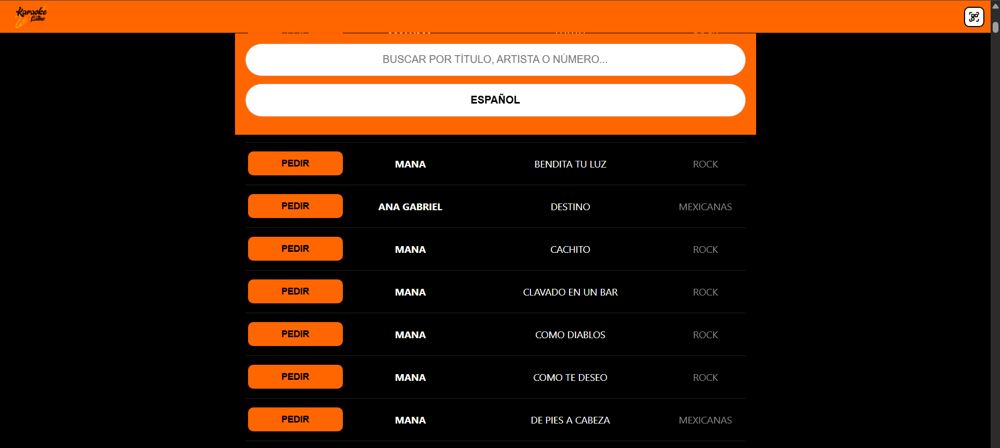 Karaoke
Latino
BUSCAR POR TÍTULO, ARTISTA O NÚMERO...
ESPAÑOL
PEDIR MANA BENDITA TU LUZ ROCK
PEDIR ANA GABRIEL DESTINO MEXICANAS
PEDIR MANA CACHITO ROCK
PEDIR MANA CLAVADO EN UN BAR ROCK
PEDIR MANA COMO DIABLOS ROCK
PEDIR MANA COMO TE DESEO ROCK
PEDIR MANA DE PIES A CABEZA MEXICANAS